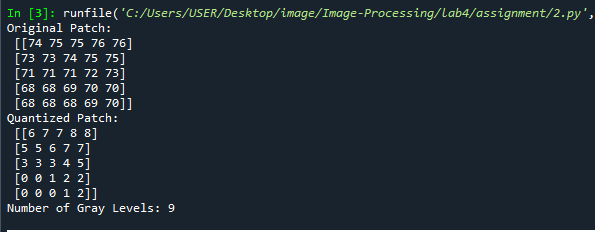 In [3]: runfile('C:/Users/USER/Desktop/image/Image-Processing/lab4/assignment/2.py',
Original Patch:
[[74 75 75 76 76]
[73 73 74 75 75]
[71 71 71 72 73]
[68 68 69 70 70]
[68 68 68 69 70]]
Quantized Patch:
[[6 7 7 8 8]
[5 5 6 7 7]
[3 3 3 4 5]
[0 0 1 2 2]
[0 0 0 1 2]]
Number of Gray Levels: 9